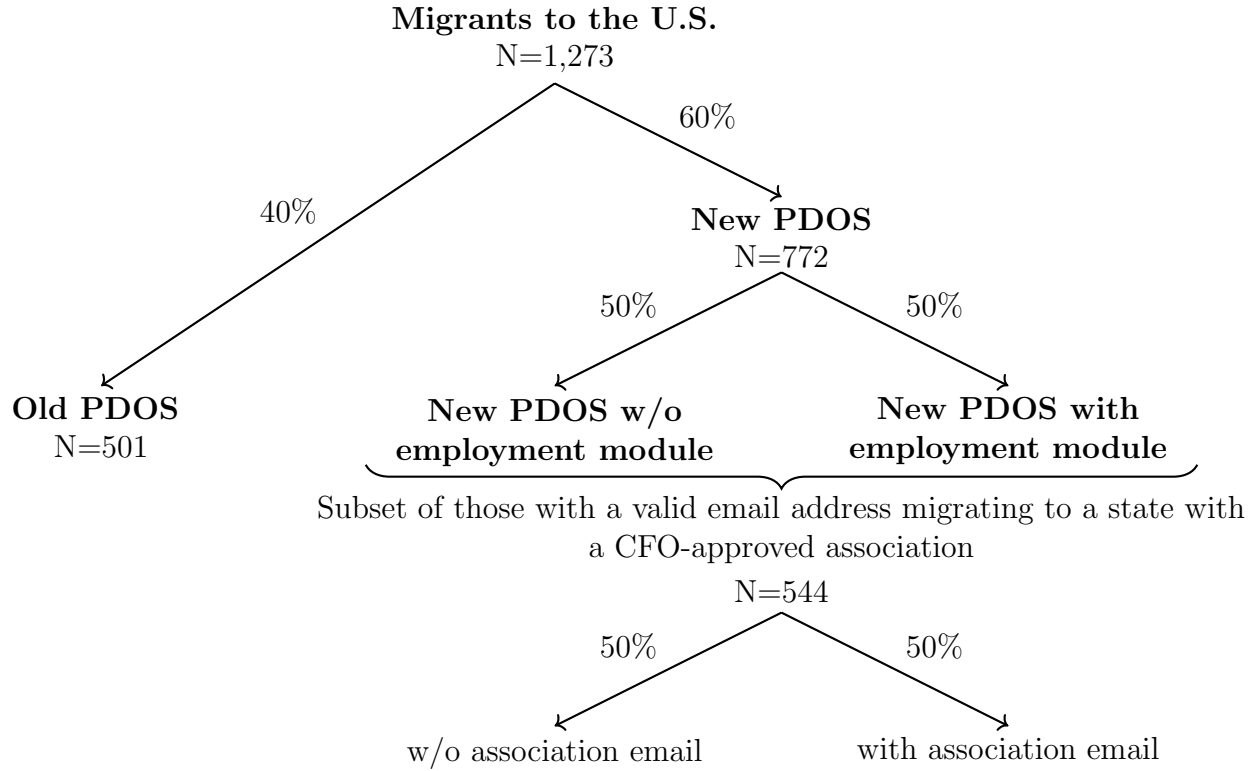 Migrants to the U.S.
N=1,273
60%
40%
New PDOS
N=772
50%
50%
Old PDOS
N=501
New PDOS w/o
employment module
New PDOS with
employment module
Subset of those with a valid email address migrating to a state with
a CFO-approved association
N=544
50%
50%
w/o association email
with association email